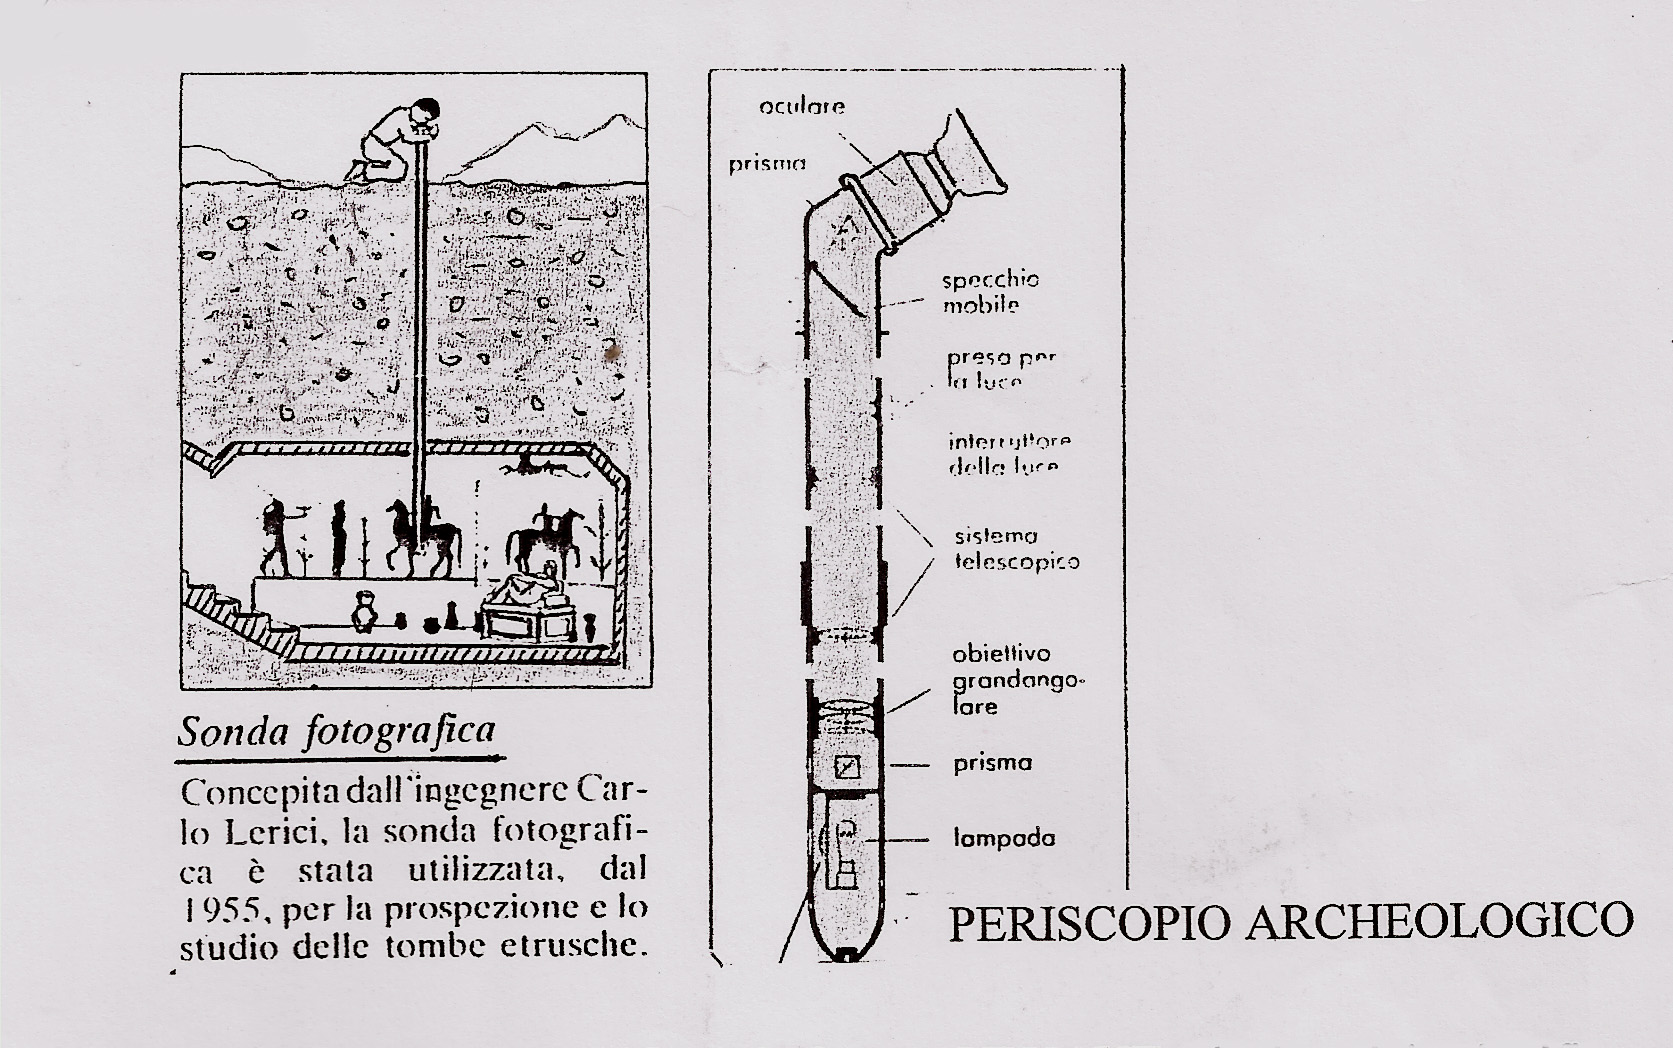 Sonda fotografica
Concepita dall'ingegnere Car-
lo Lerici, la sonda fotografi-
ca è stata utilizzata, dal
1955, per la prospezione e lo
studio delle tombe etrusche.
oculare
prisma
specchio
mobile
presa per
la luce
interruttore
della luce
sistema
telescopico
obiettivo
grandango-
lare
prisma
lampada
PERISCOPIO ARCHEOLOGICO